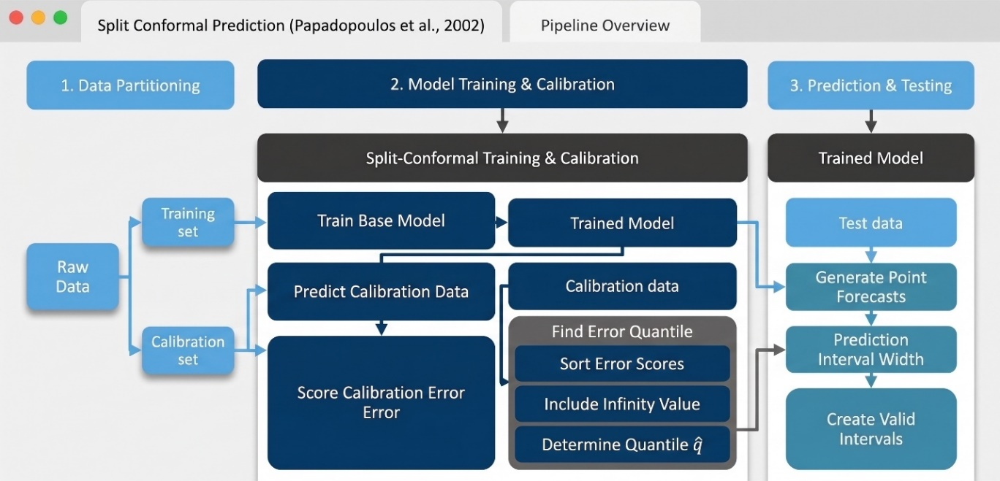 Split Conformal Prediction (Papadopoulos et al., 2002)
Pipeline Overview
1. Data Partitioning
2. Model Training & Calibration
3. Prediction & Testing
Split-Conformal Training & Calibration
Trained Model
Raw
Data
Training
set
Calibration
set
Train Base Model
Trained Model
Predict Calibration Data
Calibration data
Score Calibration Error
Error
Find Error Quantile
Sort Error Scores
Include Infinity Value
Determine Quantile q̂
Test data
Generate Point
Forecasts
Prediction
Interval Width
Create Valid
Intervals